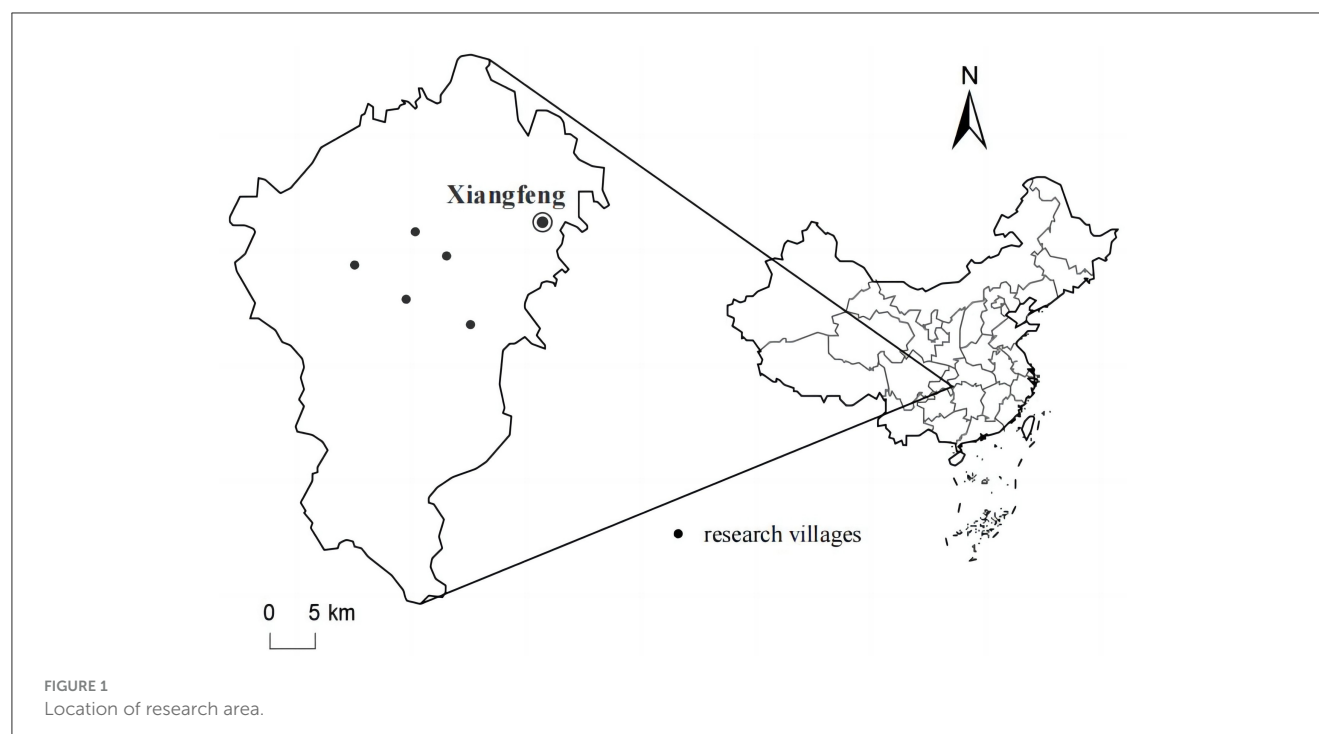 N
Xiangfeng
research villages
0 5 km
FIGURE 1
Location of research area.